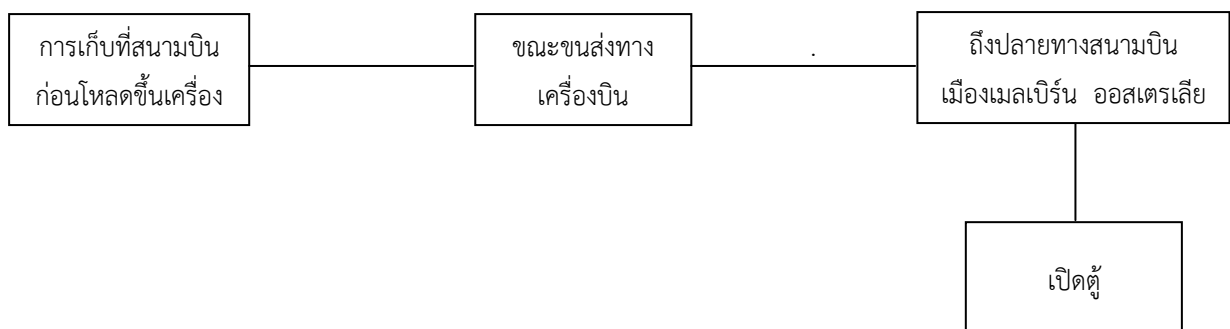 การเก็บที่สนามบิน
ก่อนโหลดขึ้นเครื่อง
ขณะขนส่งทาง
เครื่องบิน
.
ถึงปลายทางสนามบิน
เมืองเมลเบิร์น ออสเตรเลีย
เปิดตู้